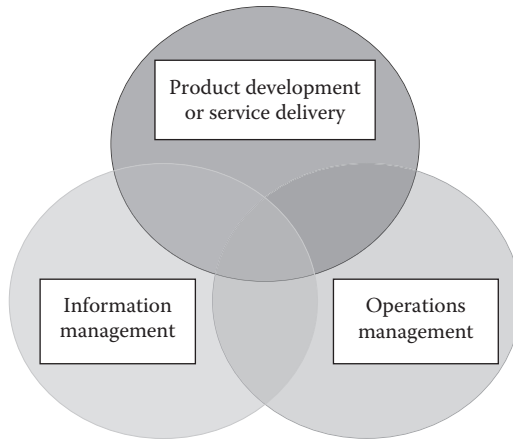 Product development
or service delivery
Information
management
Operations
management